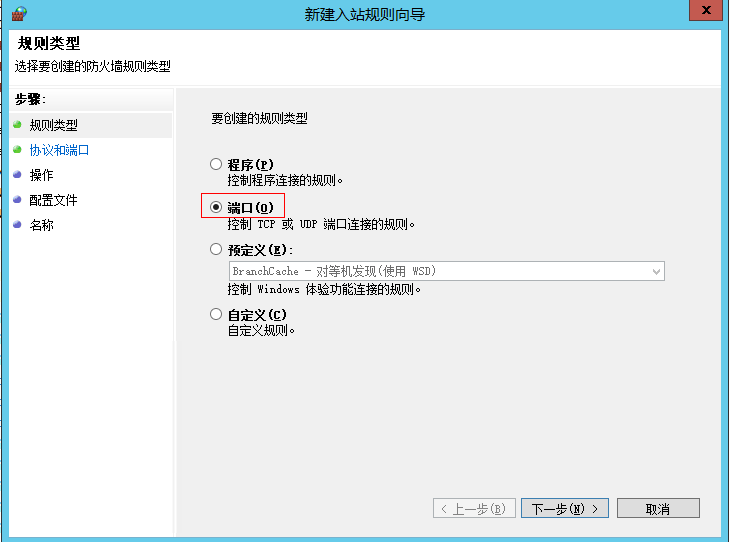 新建入站规则向导
x
规则类型
选择要创建的防火墙规则类型
步骤:
规则类型
协议和端口
操作
配置文件
名称
要创建的规则类型
程序(P)
控制程序连接的规则。
端口(O)
控制 TCP 或 UDP 端口连接的规则。
预定义(E):
BranchCache - 对等机发现(使用 WSD)
控制 Windows 体验功能连接的规则。
自定义(C)
自定义规则。
< 上一步(B)
下一步(N) >
取消